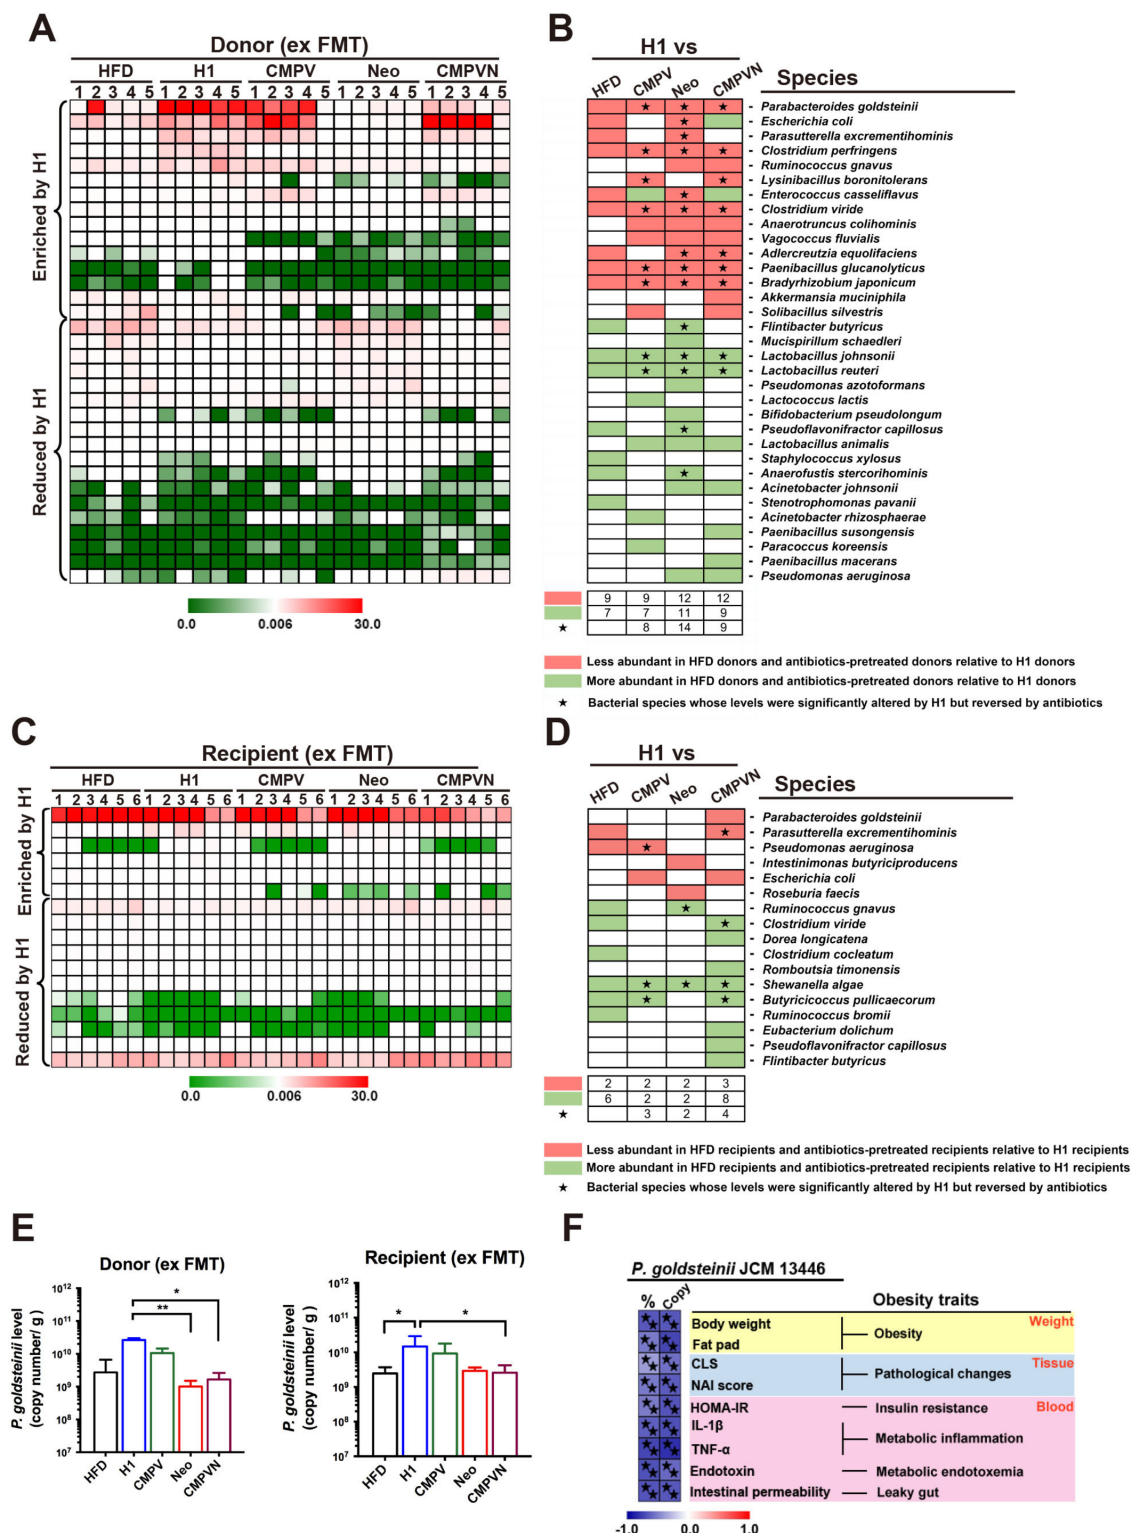 A
Donor (ex FMT)
HFD H1 CMPV Neo CMPVN
1 2 3 4 5 1 2 3 4 5 1 2 3 4 5 1 2 3 4 5 1 2 3 4 5
Enriched by H1
Reduced by H1
0.0 0.006 30.0
B
H1 vs
HFD CMPV Neo CMPVN
Species
- Parabacteroides goldsteinii
- Escherichia coli
- Parasutterella excrementihominis
- Clostridium perfringens
- Ruminococcus gnavus
- Lysinibacillus boronitolerans
- Enterococcus casseliflavus
- Clostridium viride
- Anaerotruncus colihominis
- Vagococcus fluvialis
- Adlercreutzia equolifaciens
- Paenibacillus glucanolyticus
- Bradyrhizobium japonicum
- Akkermansia muciniphila
- Solibacillus silvestris
- Flintibacter butyricus
- Mucispirillum schaedleri
- Lactobacillus johnsonii
- Lactobacillus reuteri
- Pseudomonas azotoformans
- Lactococcus lactis
- Bifidobacterium pseudolongum
- Pseudoflavonifractor capillosus
- Lactobacillus animalis
- Staphylococcus xylosus
- Anaerofustis stercorihominis
- Acinetobacter johnsonii
- Stenotrophomonas pavanii
- Acinetobacter rhizosphaerae
- Paenibacillus susongensis
- Paracoccus koreensis
- Paenibacillus macerans
- Pseudomonas aeruginosa
9 9 12 12
7 7 11 9
★ 8 14 9
Less abundant in HFD donors and antibiotics-pretreated donors relative to H1 donors
More abundant in HFD donors and antibiotics-pretreated donors relative to H1 donors
★ Bacterial species whose levels were significantly altered by H1 but reversed by antibiotics
C
Recipient (ex FMT)
HFD H1 CMPV Neo CMPVN
1 2 3 4 5 6 1 2 3 4 5 6 1 2 3 4 5 6 1 2 3 4 5 6 1 2 3 4 5 6
Enriched by H1
Reduced by H1
0.0 0.006 30.0
D
H1 vs
HFD CMPV Neo CMPVN
Species
- Parabacteroides goldsteinii
- Parasutterella excrementihominis
- Pseudomonas aeruginosa
- Intestinimonas butyriciproducens
- Escherichia coli
- Roseburia faecis
- Ruminococcus gnavus
- Clostridium viride
- Dorea longicatena
- Clostridium cocleatum
- Romboutsia timonensis
- Shewanella algae
- Butyricicoccus pullicaecorum
- Ruminococcus bromii
- Eubacterium dolichum
- Pseudoflavonifractor capillosus
- Flintibacter butyricus
2 2 2 3
6 2 2 8
★ 3 2 4
Less abundant in HFD recipients and antibiotics-pretreated recipients relative to H1 recipients
More abundant in HFD recipients and antibiotics-pretreated recipients relative to H1 recipients
★ Bacterial species whose levels were significantly altered by H1 but reversed by antibiotics
E
Donor (ex FMT)
P. goldsteinii level
(copy number/ g)
10¹²
10¹¹
10¹⁰
10⁹
10⁸
10⁷
*
**
HFD H1 CMPV Neo CMPVN
Recipient (ex FMT)
P. goldsteinii level
(copy number/ g)
10¹²
10¹¹
10¹⁰
10⁹
10⁸
10⁷
* *
HFD H1 CMPV Neo CMPVN
F
P. goldsteinii JCM 13446
% Copy
Obesity traits
Body weight
Fat pad
Obesity
Weight
CLS
NAI score
Pathological changes
Tissue
HOMA-IR
Insulin resistance
Blood
IL-1β
TNF-α
Metabolic inflammation
Endotoxin
Metabolic endotoxemia
Intestinal permeability
Leaky gut
-1.0 0.0 1.0